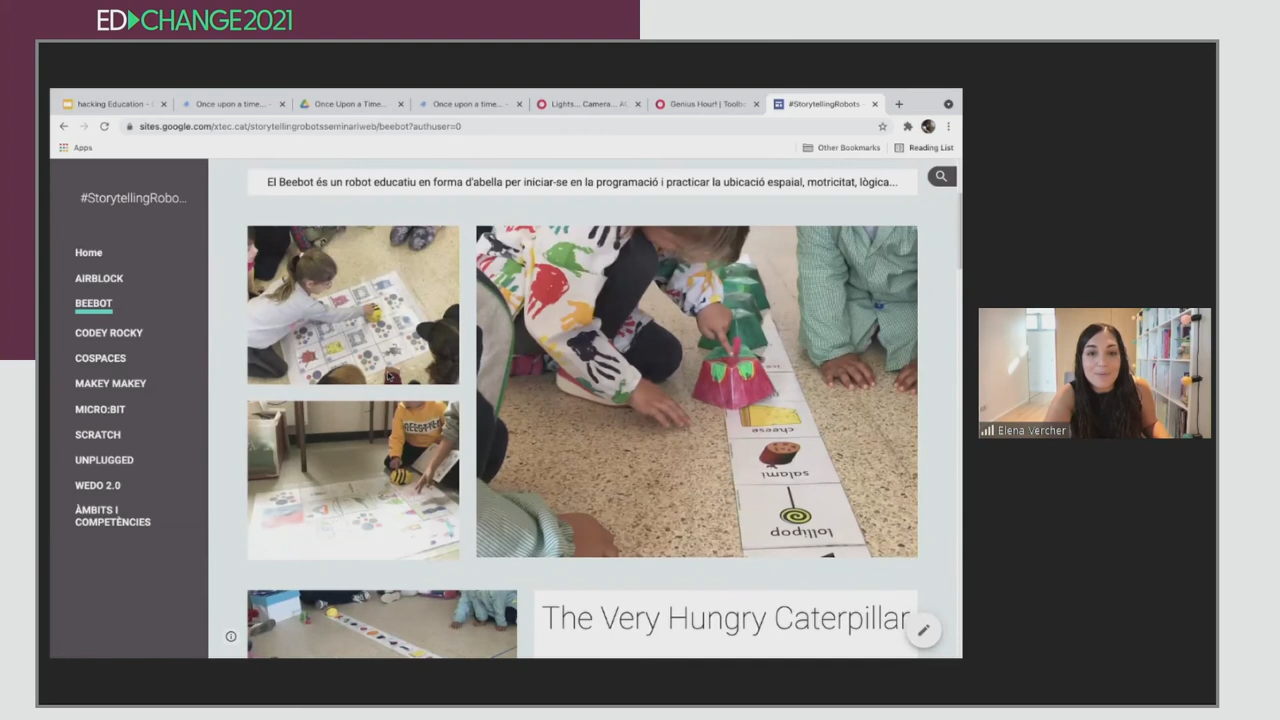 ED CHANGE2021
hacking Education -
Once upon a time...
Once Upon a Time...
Once upon a time...
Lights... Camera...
Genius Hour! | Toolb
#StorytellingRobots
sites.google.com/xtec.cat/storytellingrobotsseminariweb/beebot?authuser=0
Apps
Other Bookmarks
Reading List
#StorytellingRobo...
Home
AIRBLOCK
BEEBOT
CODEY ROCKY
COSPACES
MAKEY MAKEY
MICRO:BIT
SCRATCH
UNPLUGGED
WEDO 2.0
ÀMBITS I
COMPETÈNCIES
El Beebot és un robot educatiu en forma d'abella per iniciar-se en la programació i practicar la ubicació espaial, motricitat, lògica...
cheese
salami
lollipop
The Very Hungry Caterpillar
Elena Vercher